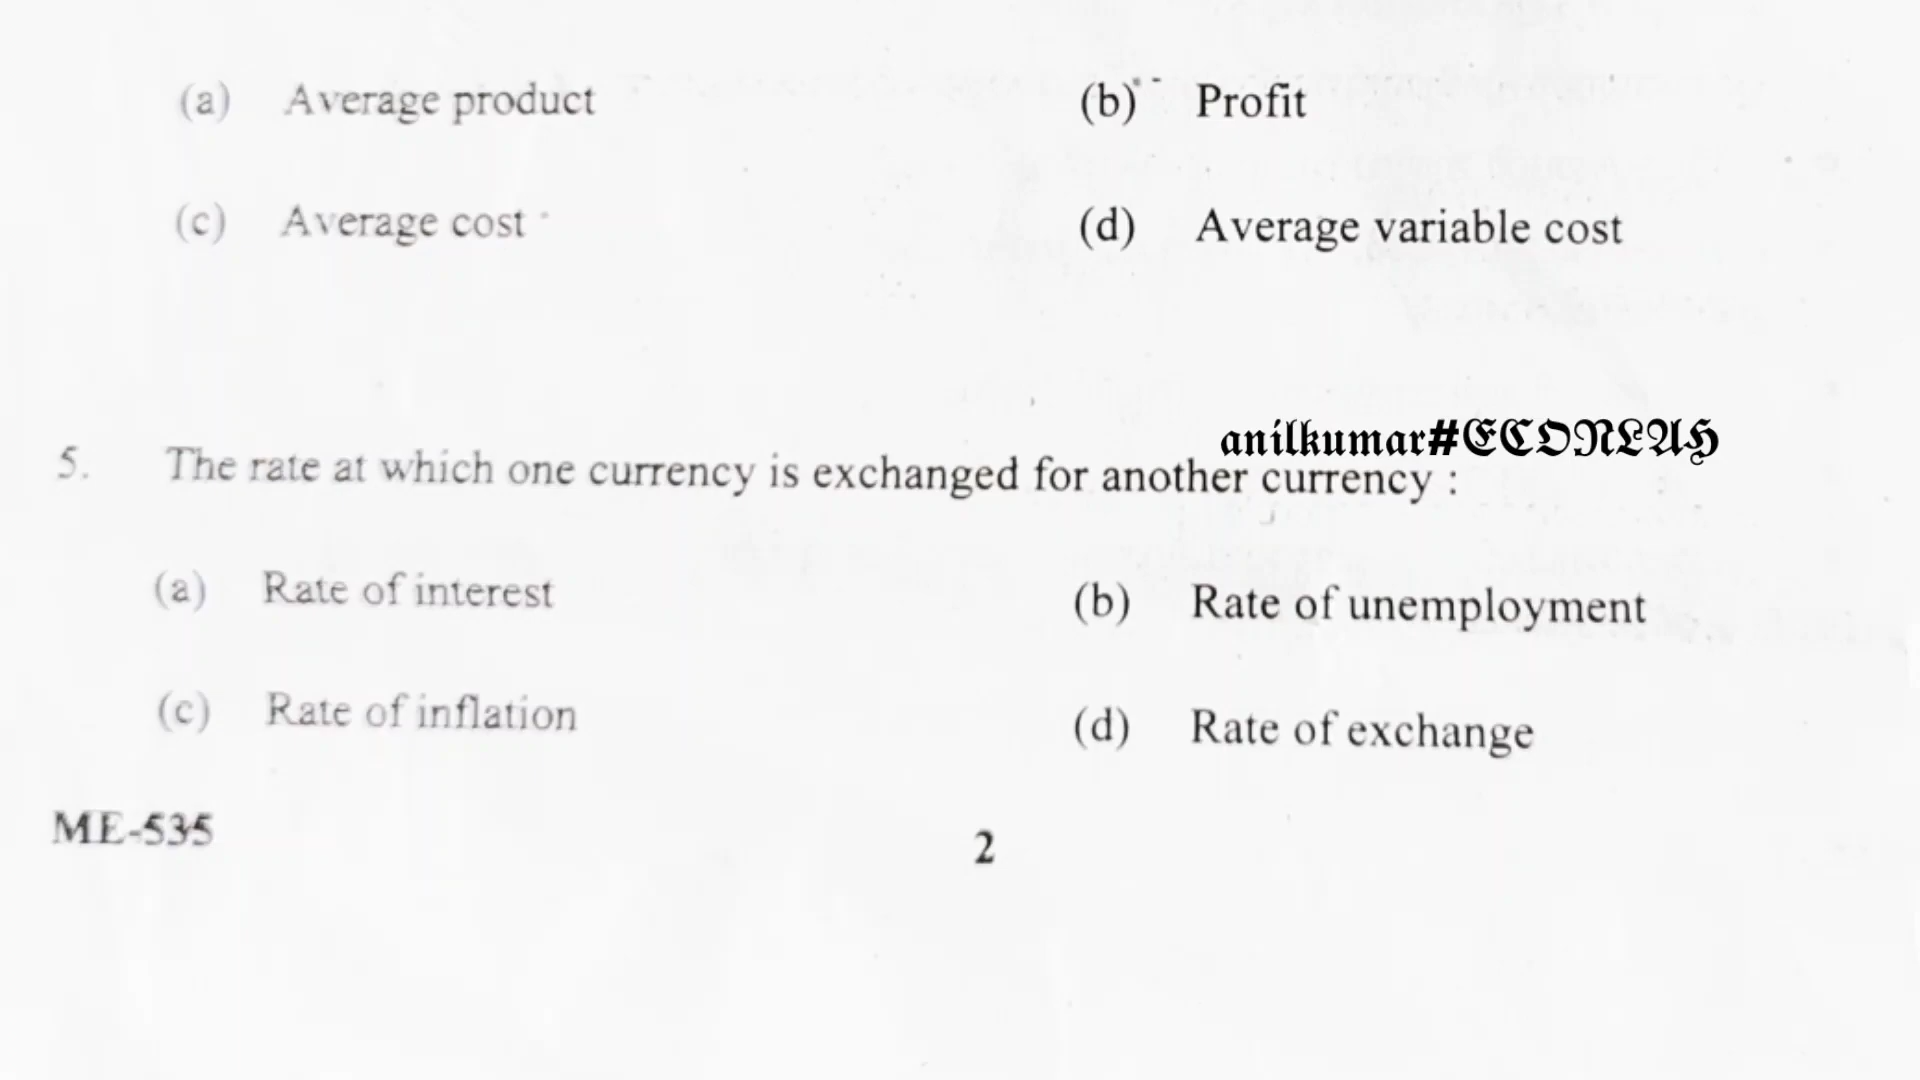 (a) Average product (b) Profit
(c) Average cost (d) Average variable cost
anilkumar#ECONLAH
5. The rate at which one currency is exchanged for another currency :
(a) Rate of interest (b) Rate of unemployment
(c) Rate of inflation (d) Rate of exchange
ME-535 2